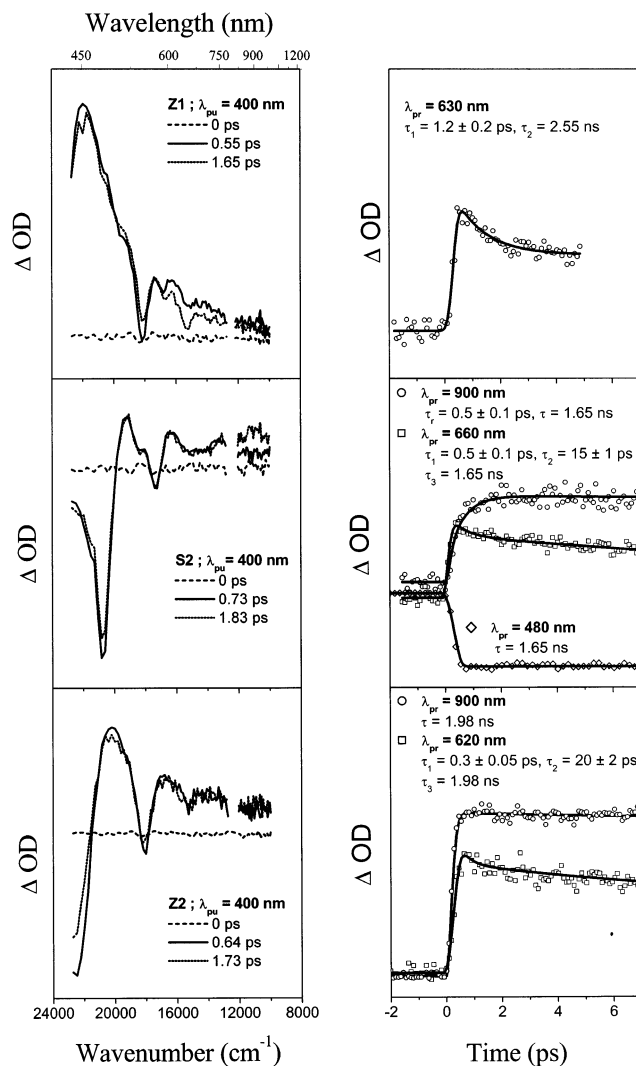 Wavelength (nm)
450 600 750 900 1200
Z1 ; λpu = 400 nm
0 ps
0.55 ps
1.65 ps
Δ OD
λpr = 630 nm
τ1 = 1.2 ± 0.2 ps, τ2 = 2.55 ns
Δ OD
S2 ; λpu = 400 nm
0 ps
0.73 ps
1.83 ps
Δ OD
λpr = 900 nm
τr = 0.5 ± 0.1 ps, τ = 1.65 ns
λpr = 660 nm
τ1 = 0.5 ± 0.1 ps, τ2 = 15 ± 1 ps
τ3 = 1.65 ns
λpr = 480 nm
τ = 1.65 ns
Δ OD
Z2 ; λpu = 400 nm
0 ps
0.64 ps
1.73 ps
Δ OD
λpr = 900 nm
τ = 1.98 ns
λpr = 620 nm
τ1 = 0.3 ± 0.05 ps, τ2 = 20 ± 2 ps
τ3 = 1.98 ns
Δ OD
24000 20000 16000 12000 8000
Wavenumber (cm-1)
-2 0 2 4 6
Time (ps)